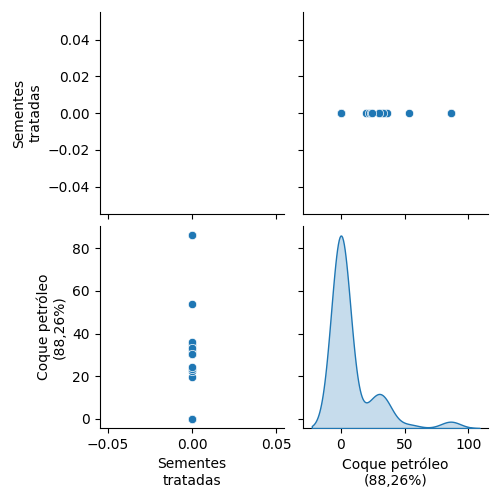 0.04
0.02
0.00
−0.02
−0.04
Sementes
tratadas
80
60
40
20
0
Coque petróleo
(88,26%)
−0.05 0.00 0.05
Sementes
tratadas
0 50 100
Coque petróleo
(88,26%)